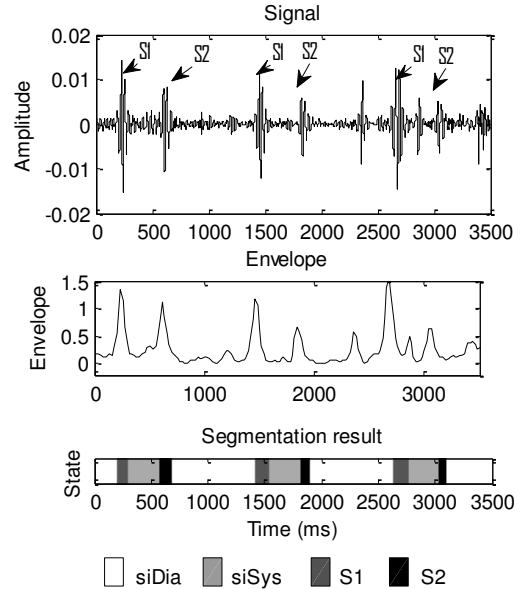 Signal
S1 S2 S1 S2 S1 S2
0.02
0.01
0
-0.01
-0.02
Amplitude
0 500 1000 1500 2000 2500 3000 3500
Envelope
1.5
1
0.5
0
Envelope
0 1000 2000 3000
Segmentation result
State
0 500 1000 1500 2000 2500 3000 3500
Time (ms)
siDia siSys S1 S2